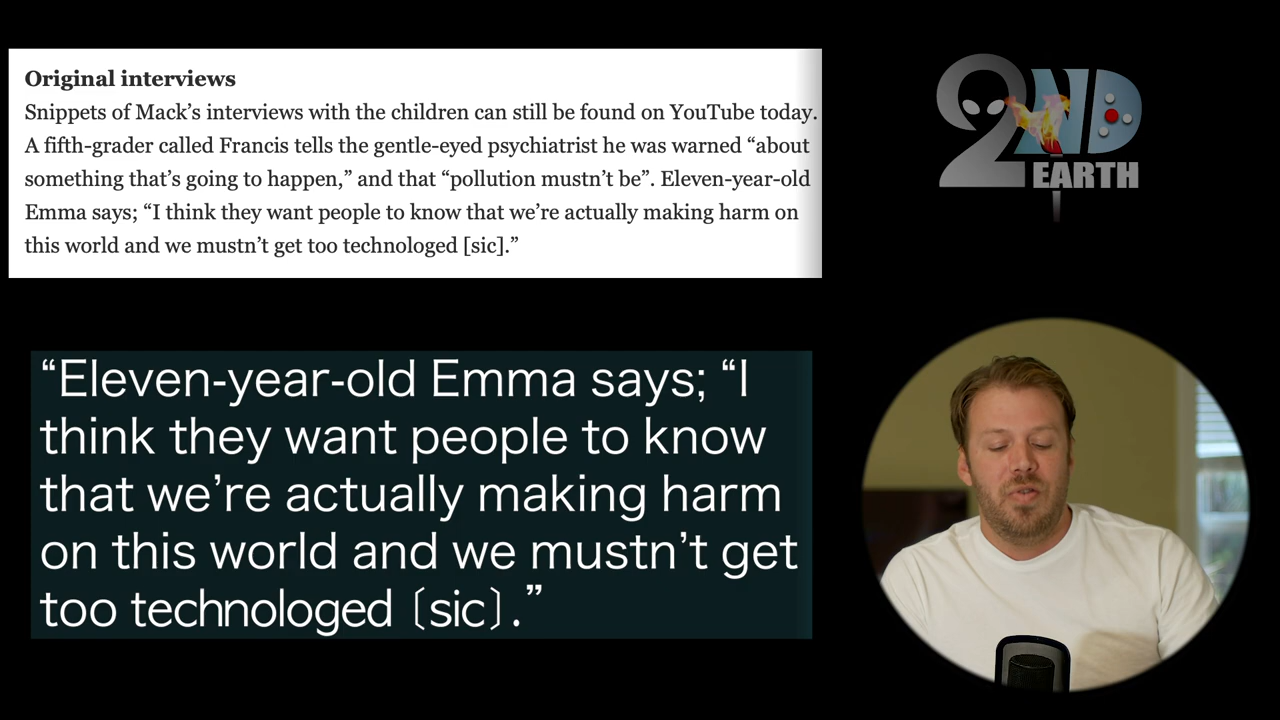 Original interviews
Snippets of Mack’s interviews with the children can still be found on YouTube today.
A fifth-grader called Francis tells the gentle-eyed psychiatrist he was warned “about
something that’s going to happen,” and that “pollution mustn’t be”. Eleven-year-old
Emma says; “I think they want people to know that we’re actually making harm on
this world and we mustn’t get too technologed [sic].”
2ND
EARTH
“Eleven-year-old Emma says; “I
think they want people to know
that we’re actually making harm
on this world and we mustn’t get
too technologed [sic].”